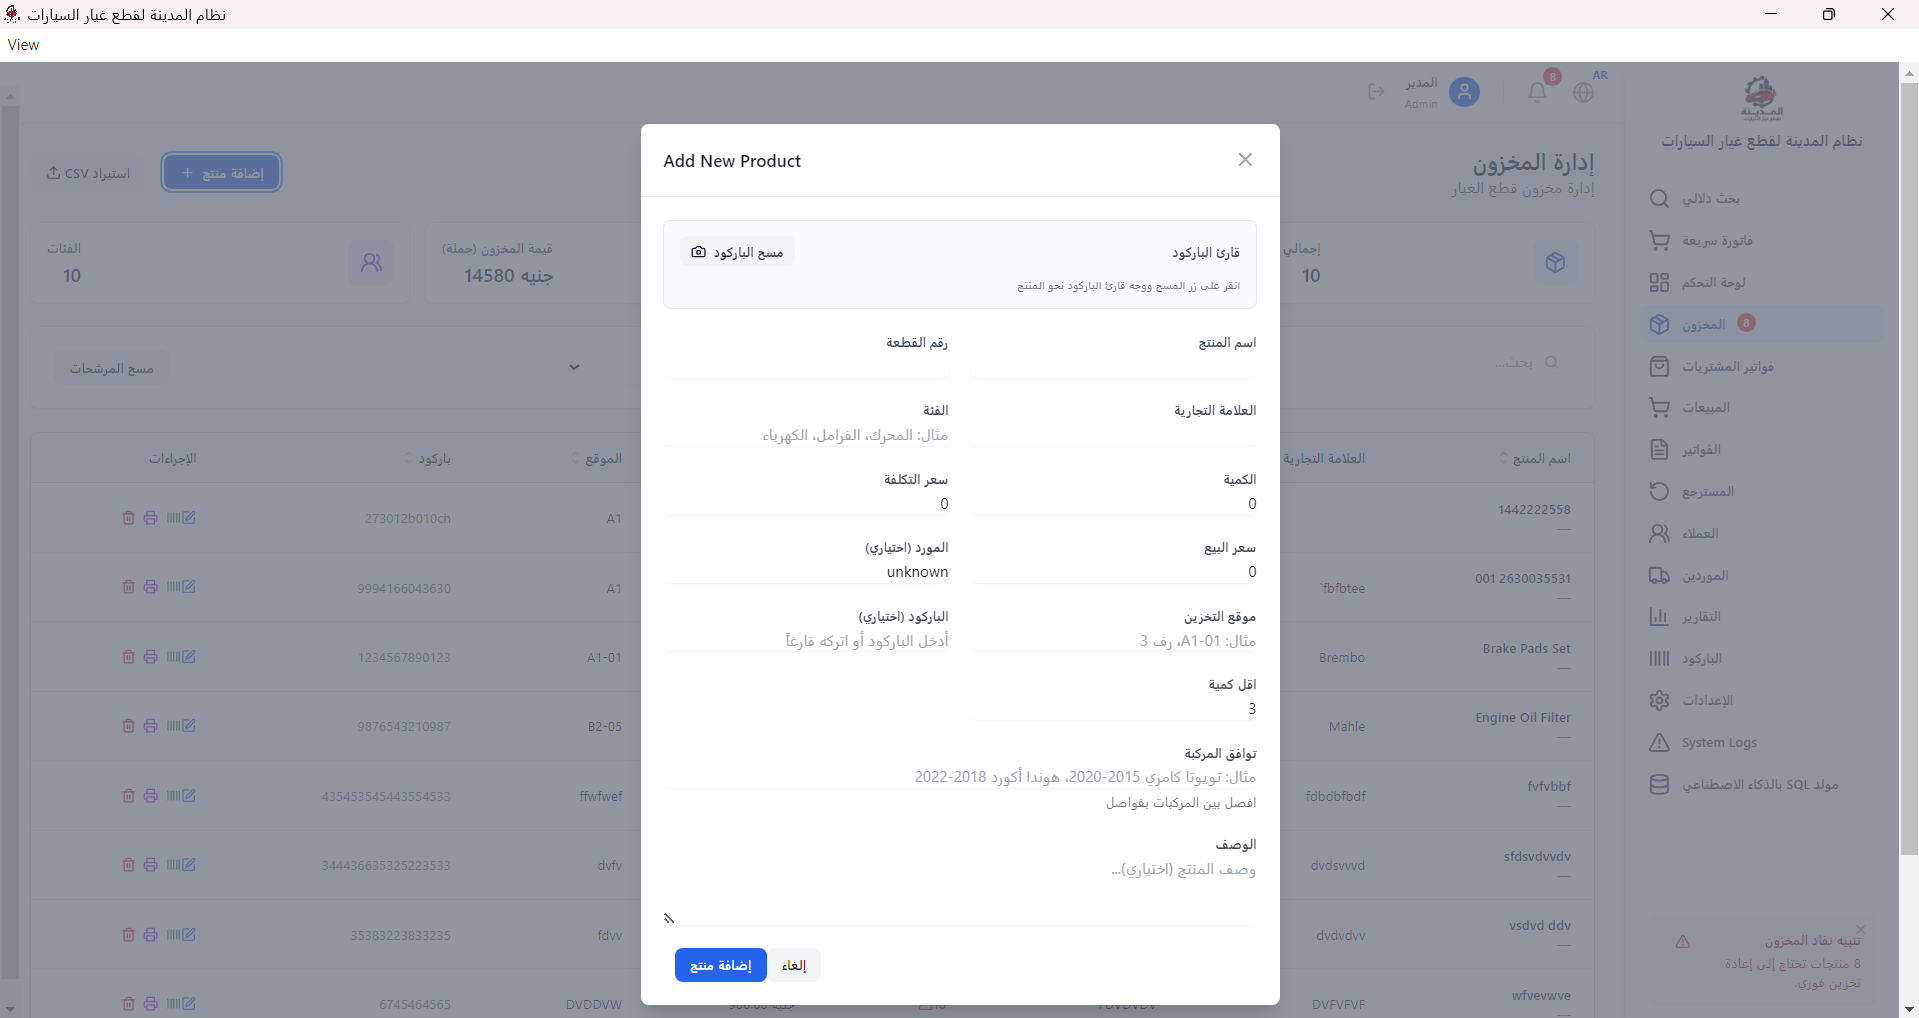 نظام المدينة لقطع غيار السيارات
View
AR
8
المدير
Admin
المدينة
نظام المدينة لقطع غيار السيارات
بحث دلالي
فاتورة سريعة
لوحة التحكم
المخزون 8
فواتير المشتريات
المبيعات
الفواتير
المسترجع
العملاء
الموردين
التقارير
الباركود
الإعدادات
System Logs
مولد SQL بالذكاء الاصطناعي
تنبيه نفاد المخزون
8 منتجات تحتاج إلى إعادة
تخزين فوري.
إدارة المخزون
إدارة مخزون قطع الغيار
إضافة منتج +
استيراد CSV
إجمالي
10
قيمة المخزون (جملة)
14580 جنيه
الفئات
10
بحث...
مسح المرشحات
اسم المنتج العلامة التجارية الموقع باركود الإجراءات
1442222558 A1 273012b010ch
001 2630035531 fbfbtee` A1 9994166043630
Brake Pads Set Brembo A1-01 1234567890123
Engine Oil Filter Mahle B2-05 9876543210987
fvfvbbf fdbdbfbdf ffwfwef 435453545443554533
sfdsvdvvdv dvdsvvvd dvfv 344436635325223533
vsdvd ddv dvdvdvv fdvv 35383223833235
wfvevwve DVFVFVF DVDDVW 6745464565
Add New Product
قارئ الباركود
مسح الباركود
انقر على زر المسح ووجه قارئ الباركود نحو المنتج
اسم المنتج
رقم القطعة
العلامة التجارية
الفئة
مثال: المحرك، الفرامل، الكهرباء
الكمية
0
سعر التكلفة
0
سعر البيع
0
المورد (اختياري)
unknown
موقع التخزين
مثال: A1-01، رف 3
الباركود (اختياري)
أدخل الباركود أو اتركه فارغاً
اقل كمية
3
توافق المركبة
مثال: تويوتا كامري 2015-2020، هوندا أكورد 2018-2022
افصل بين المركبات بفواصل
الوصف
وصف المنتج (اختياري)...
إلغاء
إضافة منتج